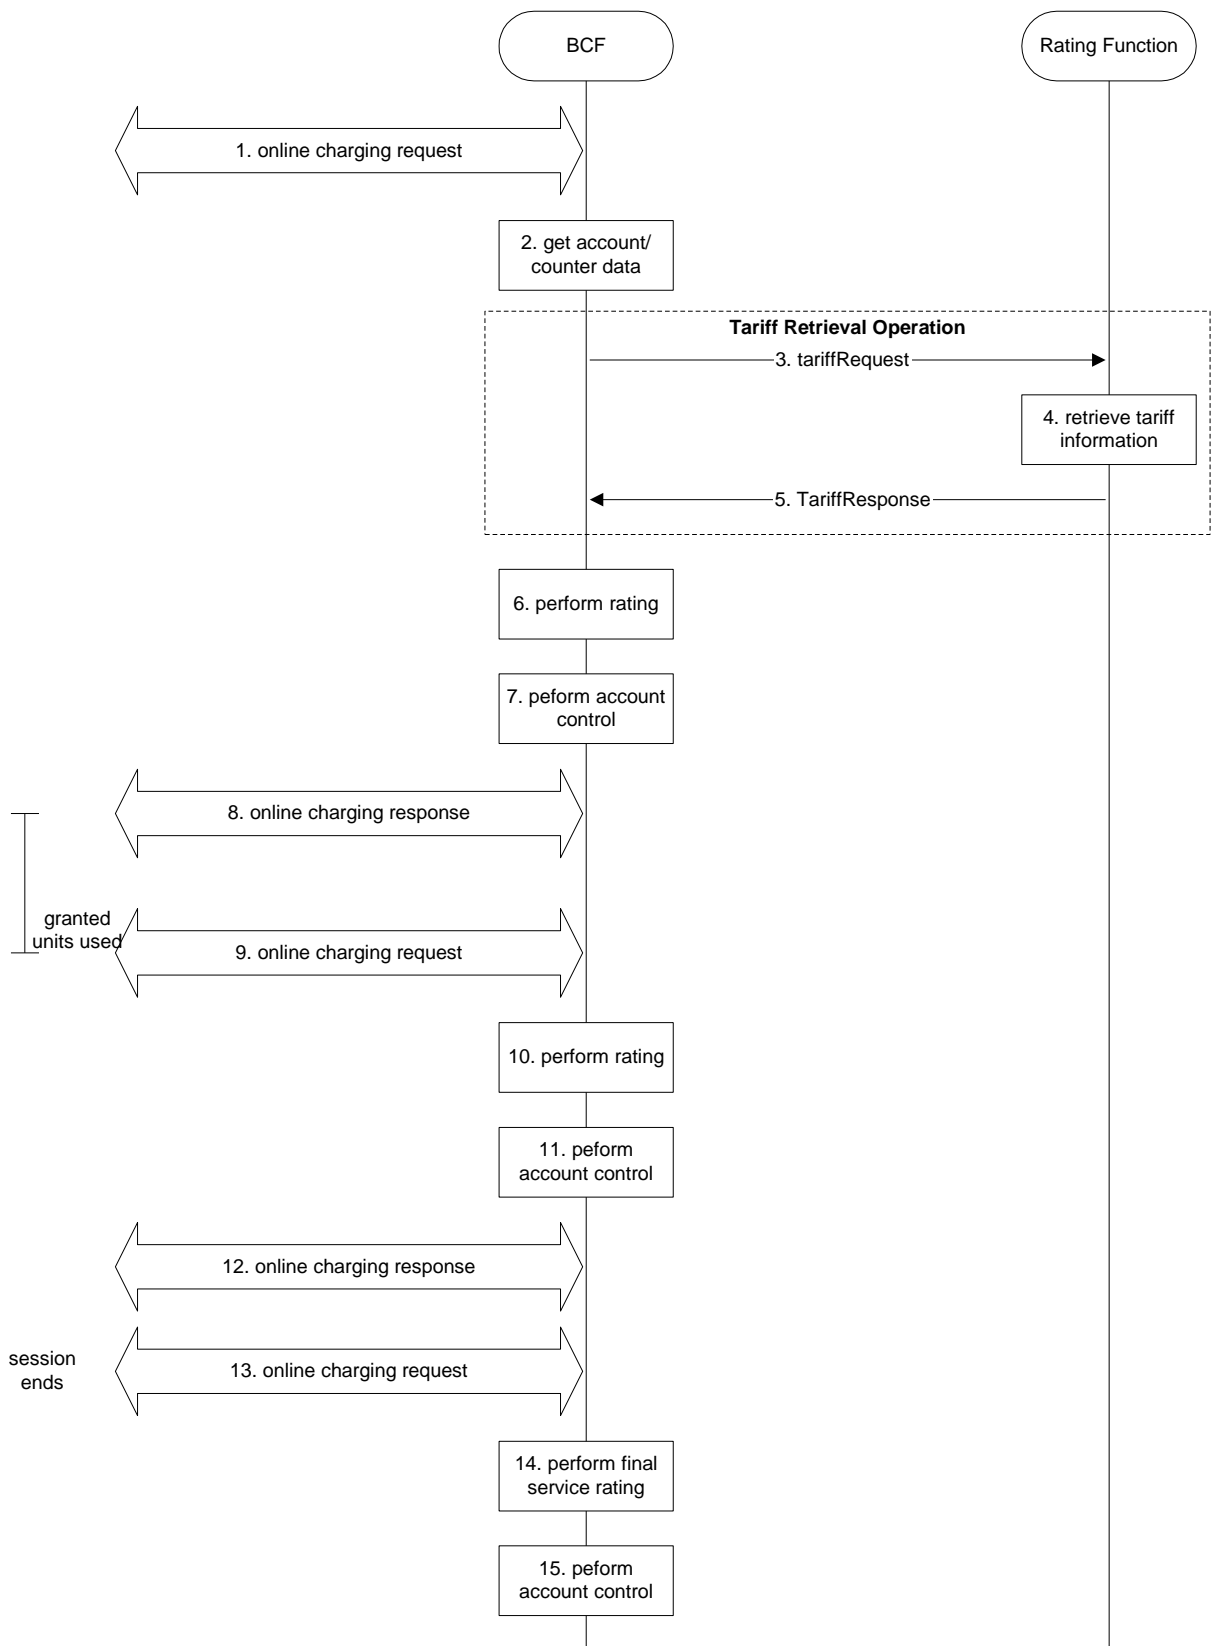 BCF
Rating Function
1. online charging request
2. get account/
counter data
Tariff Retrieval Operation
3. tariffRequest
4. retrieve tariff
information
5. TariffResponse
6. perform rating
7. peform account
control
8. online charging response
granted
units used
9. online charging request
10. perform rating
11. peform
account control
12. online charging response
session
ends
13. online charging request
14. perform final
service rating
15. peform
account control